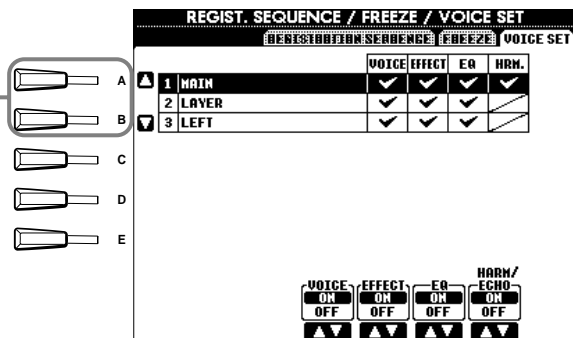 REGIST. SEQUENCE / FREEZE / VOICE SET
REGISTRATION SEQUENCE FREEZE VOICE SET
VOICE EFFECT EQ HRM.
A 1 MAIN
2 LAYER
B 3 LEFT
C
D
E
HARM/
VOICE EFFECT EQ ECHO
ON ON ON ON
OFF OFF OFF OFF